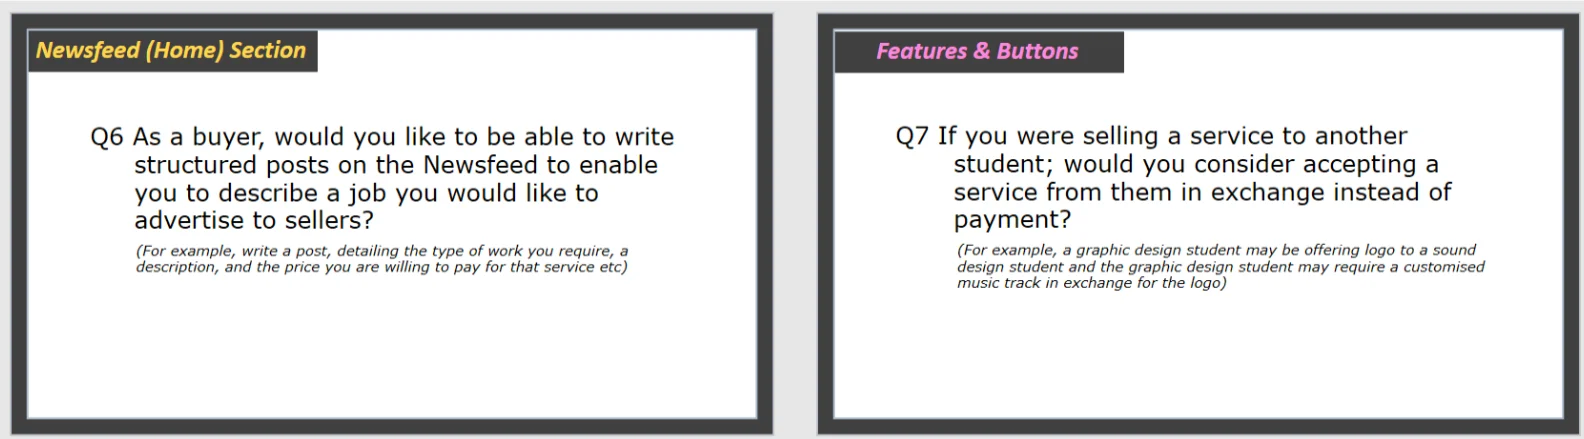 Newsfeed (Home) Section
Q6 As a buyer, would you like to be able to write
structured posts on the Newsfeed to enable
you to describe a job you would like to
advertise to sellers?
(For example, write a post, detailing the type of work you require, a
description, and the price you are willing to pay for that service etc)
Features & Buttons
Q7 If you were selling a service to another
student; would you consider accepting a
service from them in exchange instead of
payment?
(For example, a graphic design student may be offering logo to a sound
design student and the graphic design student may require a customised
music track in exchange for the logo)